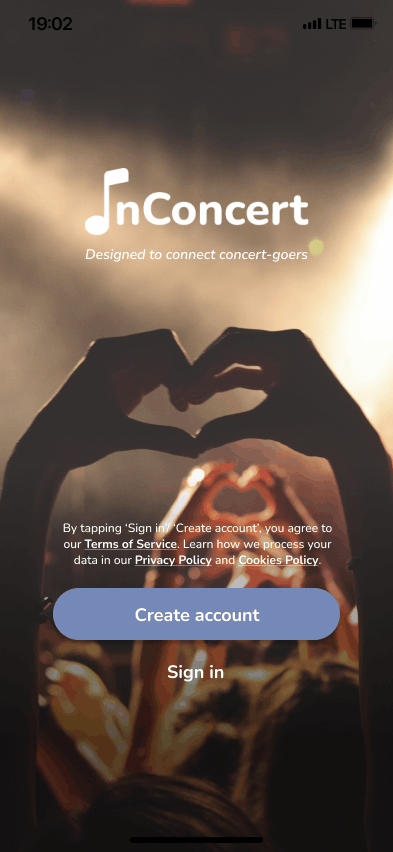 19:02 LTE
InConcert
Designed to connect concert-goers
By tapping ‘Sign in’/ ‘Create account’, you agree to
our Terms of Service. Learn how we process your
data in our Privacy Policy and Cookies Policy.
Create account
Sign in